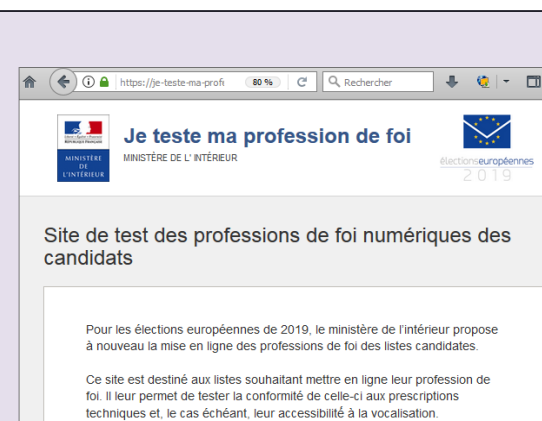 https://je-teste-ma-profe
80 %
Rechercher
Je teste ma profession de foi
MINISTÈRE DE L' INTÉRIEUR
MINISTÈRE
DE
L'INTÉRIEUR
électionseuropéennes
2019
Site de test des professions de foi numériques des
candidats
Pour les élections européennes de 2019, le ministère de l'intérieur propose
à nouveau la mise en ligne des professions de foi des listes candidates.
Ce site est destiné aux listes souhaitant mettre en ligne leur profession de
foi. Il leur permet de tester la conformité de celle-ci aux prescriptions
techniques et, le cas échéant, leur accessibilité à la vocalisation.